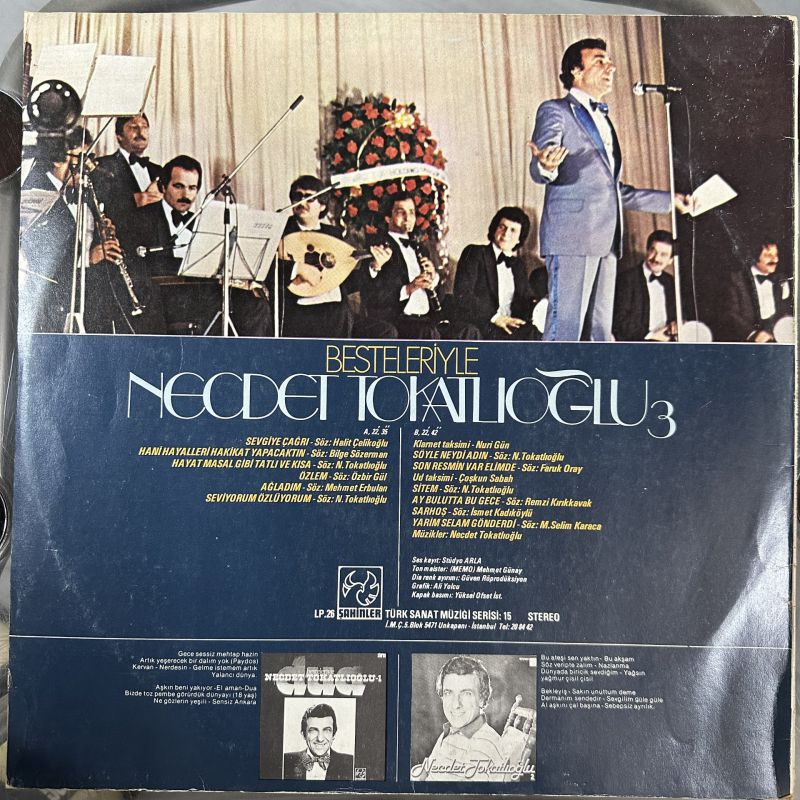 BESTELERİYLE
NECDET TOKATLIOĞLU 3
A, 22', 35"
SEVGİYE ÇAĞRI - Söz: Halit Çelikoğlu
HANİ HAYALLERİ HAKİKAT YAPACAKTIN - Söz: Bilge Sözerman
HAYAT MASAL GİBİ TATLI VE KISA - Söz: N.Tokatlıoğlu
ÖZLEM - Söz: Özbir Gül
AĞLADIM - Söz: Mehmet Erbulan
SEVİYORUM ÖZLÜYORUM - Söz: N.Tokatlıoğlu
B, 22', 42"
Klarnet taksimi - Nuri Gün
SÖYLE NEYDİ ADIN - Söz: N.Tokatlıoğlu
SON RESMİN VAR ELİMDE - Söz: Faruk Oray
Ud taksimi - Çoşkun Sabah
SİTEM - Söz: N.Tokatlıoğlu
AY BULUTTA BU GECE - Söz: Remzi Kırıkkavak
SARHOŞ - Söz: İsmet Kadıköylü
YARİM SELAM GÖNDERDİ - Söz: M.Selim Karaca
Müzikler: Necdet Tokatlıoğlu
Ses kayıt: Stüdyo ARLA
Ton maister: (MEMO) Mehmet Günay
Dia renk ayırımı: Güven Röprodüksiyon
Grafik: Ali Yolcu
Kapak basımı: Yüksel Ofset İst.
LP.26 ŞAHİNLER TÜRK SANAT MÜZİĞİ SERİSİ: 15 STEREO
İ.M.Ç.5.Blok 5471 Unkapanı - İstanbul Tel: 20 84 42
Gece sessiz mehtap hazin
Artık yeşerecek bir dalım yok (Paydos)
Kervan - Nerdesin - Gelme istemem artık
Yalancı dünya
Aşkın beni yakıyor - El aman - Dua
Bizde toz pembe görürdük dünyayı (18 yaş)
Ne gözlerin yeşili - Sensiz Ankara
dua
NECDET TOKATLIOĞLU-1
Necdet Tokatlıoğlu
2
Bu ateşi sen yaktın - Bu akşam
Söz veripte zalim - Nazlanma
Dünyada biricik sevdiğim - Yağsın
yağmur çişil çişil
Bekleyiş - Sakın unuttum deme
Dermanım sendedir - Sevgilim güle güle
Al aşkını çal başına - Sebepsiz ayrılık.